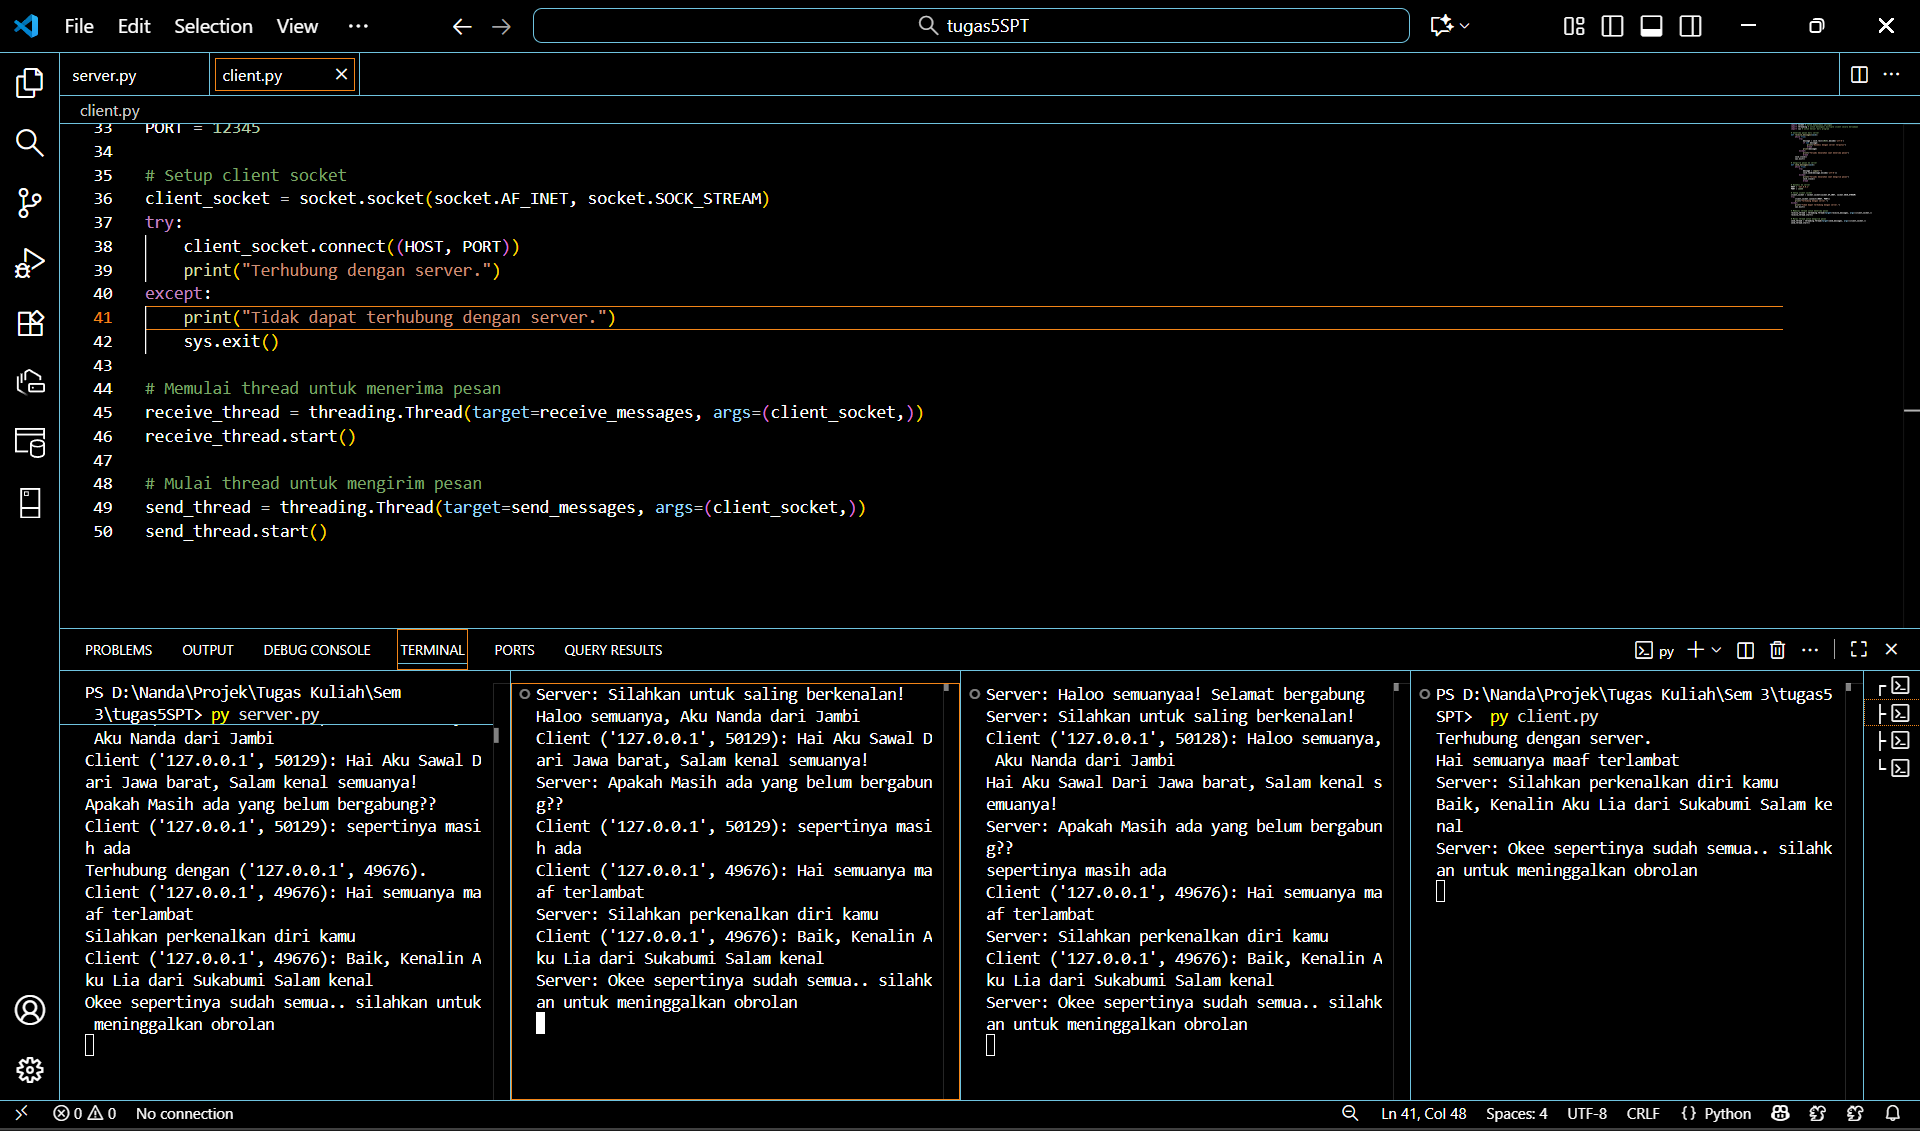 File Edit Selection View ···
tugas5SPT
server.py
client.py
client.py
33 PORT = 12345
34
35 # Setup client socket
36 client_socket = socket.socket(socket.AF_INET, socket.SOCK_STREAM)
37 try:
38 client_socket.connect((HOST, PORT))
39 print("Terhubung dengan server.")
40 except:
41 print("Tidak dapat terhubung dengan server.")
42 sys.exit()
43
44 # Memulai thread untuk menerima pesan
45 receive_thread = threading.Thread(target=receive_messages, args=(client_socket,))
46 receive_thread.start()
47
48 # Mulai thread untuk mengirim pesan
49 send_thread = threading.Thread(target=send_messages, args=(client_socket,))
50 send_thread.start()
PROBLEMS OUTPUT DEBUG CONSOLE TERMINAL PORTS QUERY RESULTS
py
PS D:\Nanda\Projek\Tugas Kuliah\Sem
3\tugas5SPT> py server.py
Aku Nanda dari Jambi
Client ('127.0.0.1', 50129): Hai Aku Sawal D
ari Jawa barat, Salam kenal semuanya!
Apakah Masih ada yang belum bergabung??
Client ('127.0.0.1', 50129): sepertinya masi
h ada
Terhubung dengan ('127.0.0.1', 49676).
Client ('127.0.0.1', 49676): Hai semuanya ma
af terlambat
Silahkan perkenalkan diri kamu
Client ('127.0.0.1', 49676): Baik, Kenalin A
ku Lia dari Sukabumi Salam kenal
Okee sepertinya sudah semua.. silahkan untuk
meninggalkan obrolan
Server: Silahkan untuk saling berkenalan!
Haloo semuanya, Aku Nanda dari Jambi
Client ('127.0.0.1', 50129): Hai Aku Sawal D
ari Jawa barat, Salam kenal semuanya!
Server: Apakah Masih ada yang belum bergabun
g??
Client ('127.0.0.1', 50129): sepertinya masi
h ada
Client ('127.0.0.1', 49676): Hai semuanya ma
af terlambat
Server: Silahkan perkenalkan diri kamu
Client ('127.0.0.1', 49676): Baik, Kenalin A
ku Lia dari Sukabumi Salam kenal
Server: Okee sepertinya sudah semua.. silahk
an untuk meninggalkan obrolan
Server: Haloo semuanyaa! Selamat bergabung
Server: Silahkan untuk saling berkenalan!
Client ('127.0.0.1', 50128): Haloo semuanya,
Aku Nanda dari Jambi
Hai Aku Sawal Dari Jawa barat, Salam kenal s
emuanya!
Server: Apakah Masih ada yang belum bergabun
g??
sepertinya masih ada
Client ('127.0.0.1', 49676): Hai semuanya ma
af terlambat
Server: Silahkan perkenalkan diri kamu
Client ('127.0.0.1', 49676): Baik, Kenalin A
ku Lia dari Sukabumi Salam kenal
Server: Okee sepertinya sudah semua.. silahk
an untuk meninggalkan obrolan
PS D:\Nanda\Projek\Tugas Kuliah\Sem 3\tugas5
SPT> py client.py
Terhubung dengan server.
Hai semuanya maaf terlambat
Server: Silahkan perkenalkan diri kamu
Baik, Kenalin Aku Lia dari Sukabumi Salam ke
nal
Server: Okee sepertinya sudah semua.. silahk
an untuk meninggalkan obrolan
0 0 No connection
Ln 41, Col 48 Spaces: 4 UTF-8 CRLF {} Python